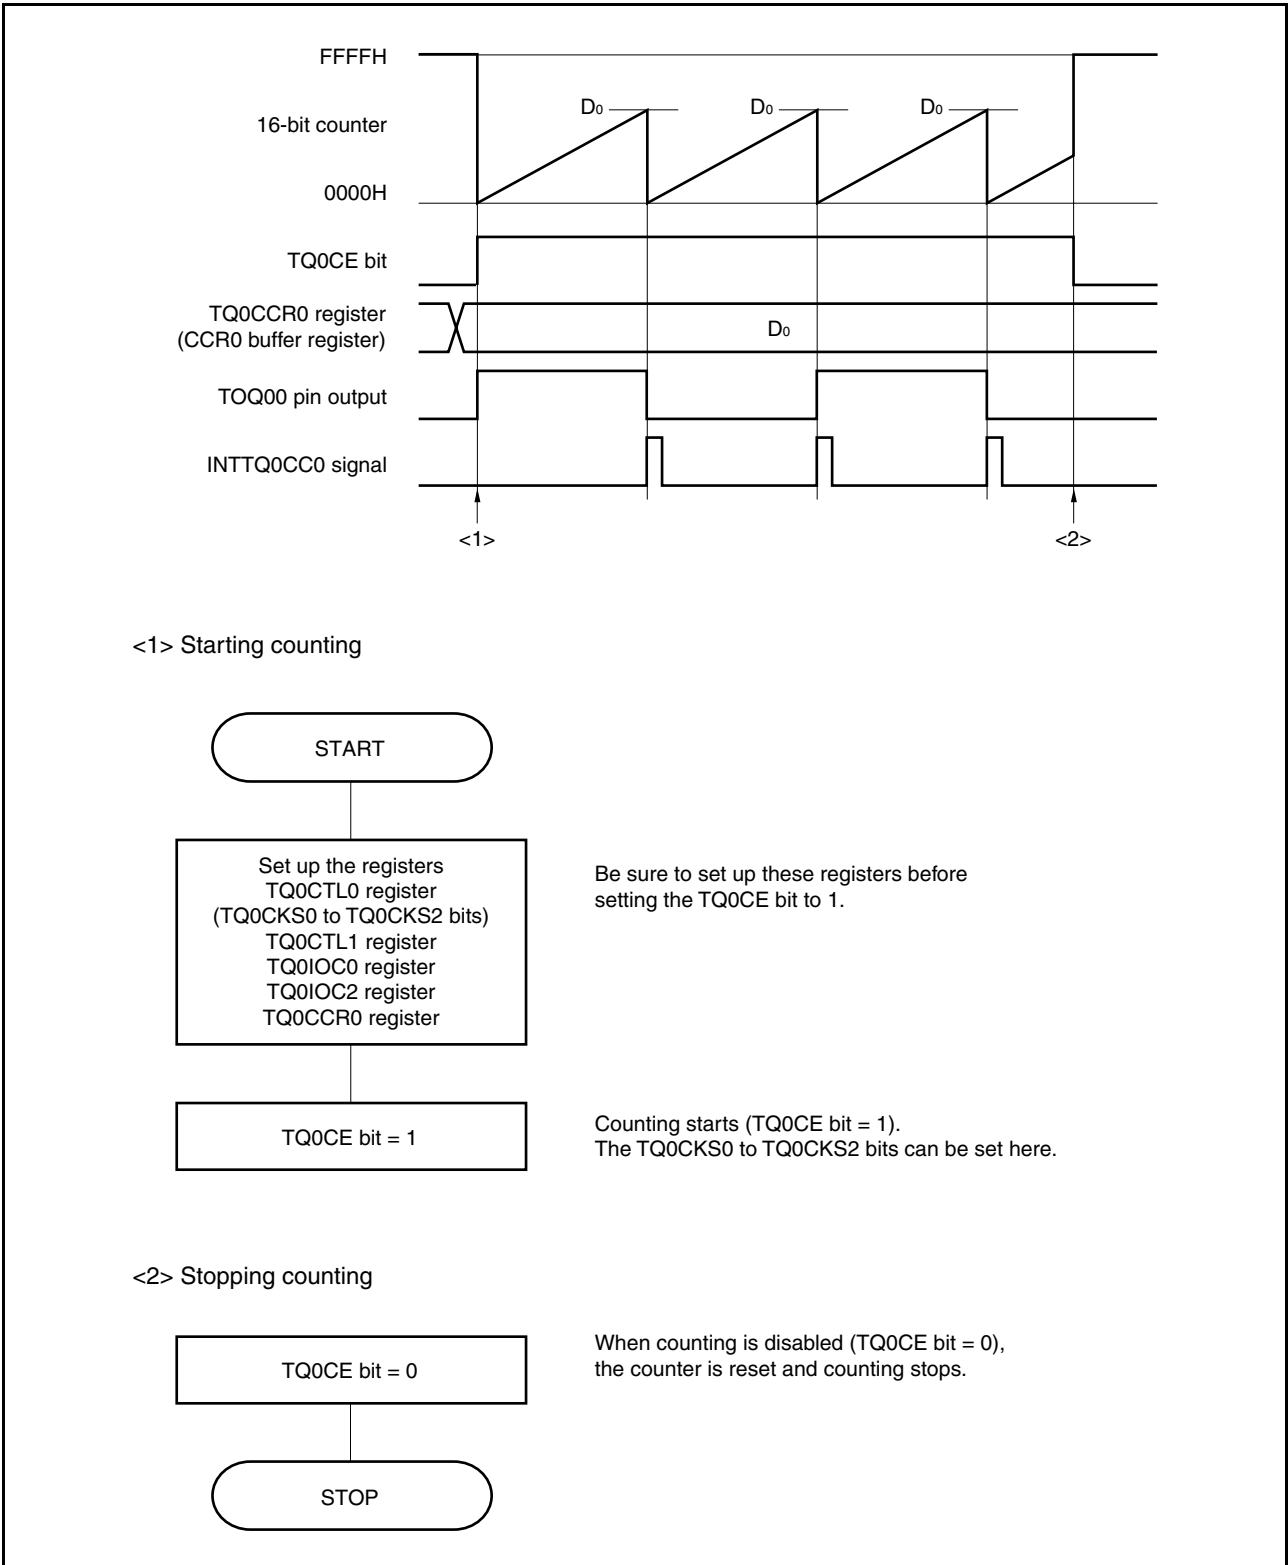 FFFFH
D0 D0 D0
16-bit counter
0000H
TQ0CE bit
TQ0CCR0 register
(CCR0 buffer register)
D0
TOQ00 pin output
INTTQ0CC0 signal
<1> <2>
<1> Starting counting
START
Set up the registers
TQ0CTL0 register
(TQ0CKS0 to TQ0CKS2 bits)
TQ0CTL1 register
TQ0IOC0 register
TQ0IOC2 register
TQ0CCR0 register
Be sure to set up these registers before
setting the TQ0CE bit to 1.
TQ0CE bit = 1
Counting starts (TQ0CE bit = 1).
The TQ0CKS0 to TQ0CKS2 bits can be set here.
<2> Stopping counting
TQ0CE bit = 0
When counting is disabled (TQ0CE bit = 0),
the counter is reset and counting stops.
STOP